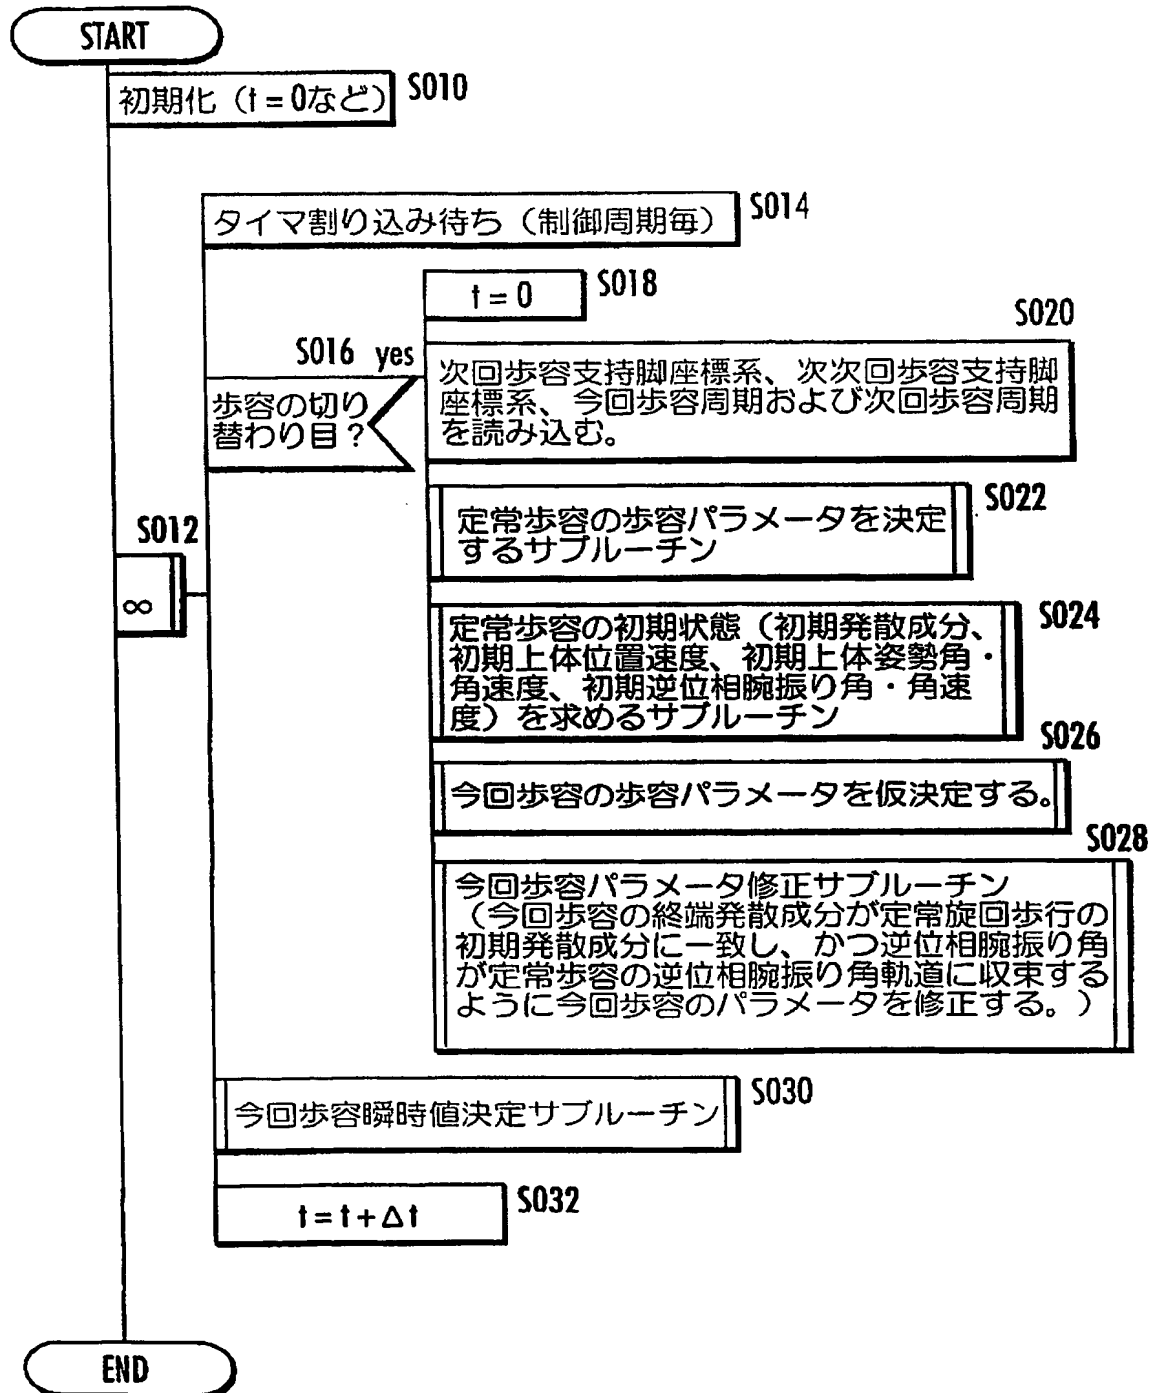 START
初期化（t=0など） S010
タイマ割り込み待ち（制御周期毎） S014
t=0 S018
S020
S016 yes
次回歩容支持脚座標系、次次回歩容支持脚
座標系、今回歩容周期および次回歩容周期
を読み込む。
歩容の切り
替わり目？
S022
定常歩容の歩容パラメータを決定
するサブルーチン
S012
∞
S024
定常歩容の初期状態（初期発散成分、
初期上体位置速度、初期上体姿勢角・
角速度、初期逆位相腕振り角・角速
度）を求めるサブルーチン
S026
今回歩容の歩容パラメータを仮決定する。
S028
今回歩容パラメータ修正サブルーチン
（今回歩容の終端発散成分が定常旋回歩行の
初期発散成分に一致し、かつ逆位相腕振り角
が定常歩容の逆位相腕振り角軌道に収束する
ように今回歩容のパラメータを修正する。）
今回歩容瞬時値決定サブルーチン S030
t=t+Δt S032
END